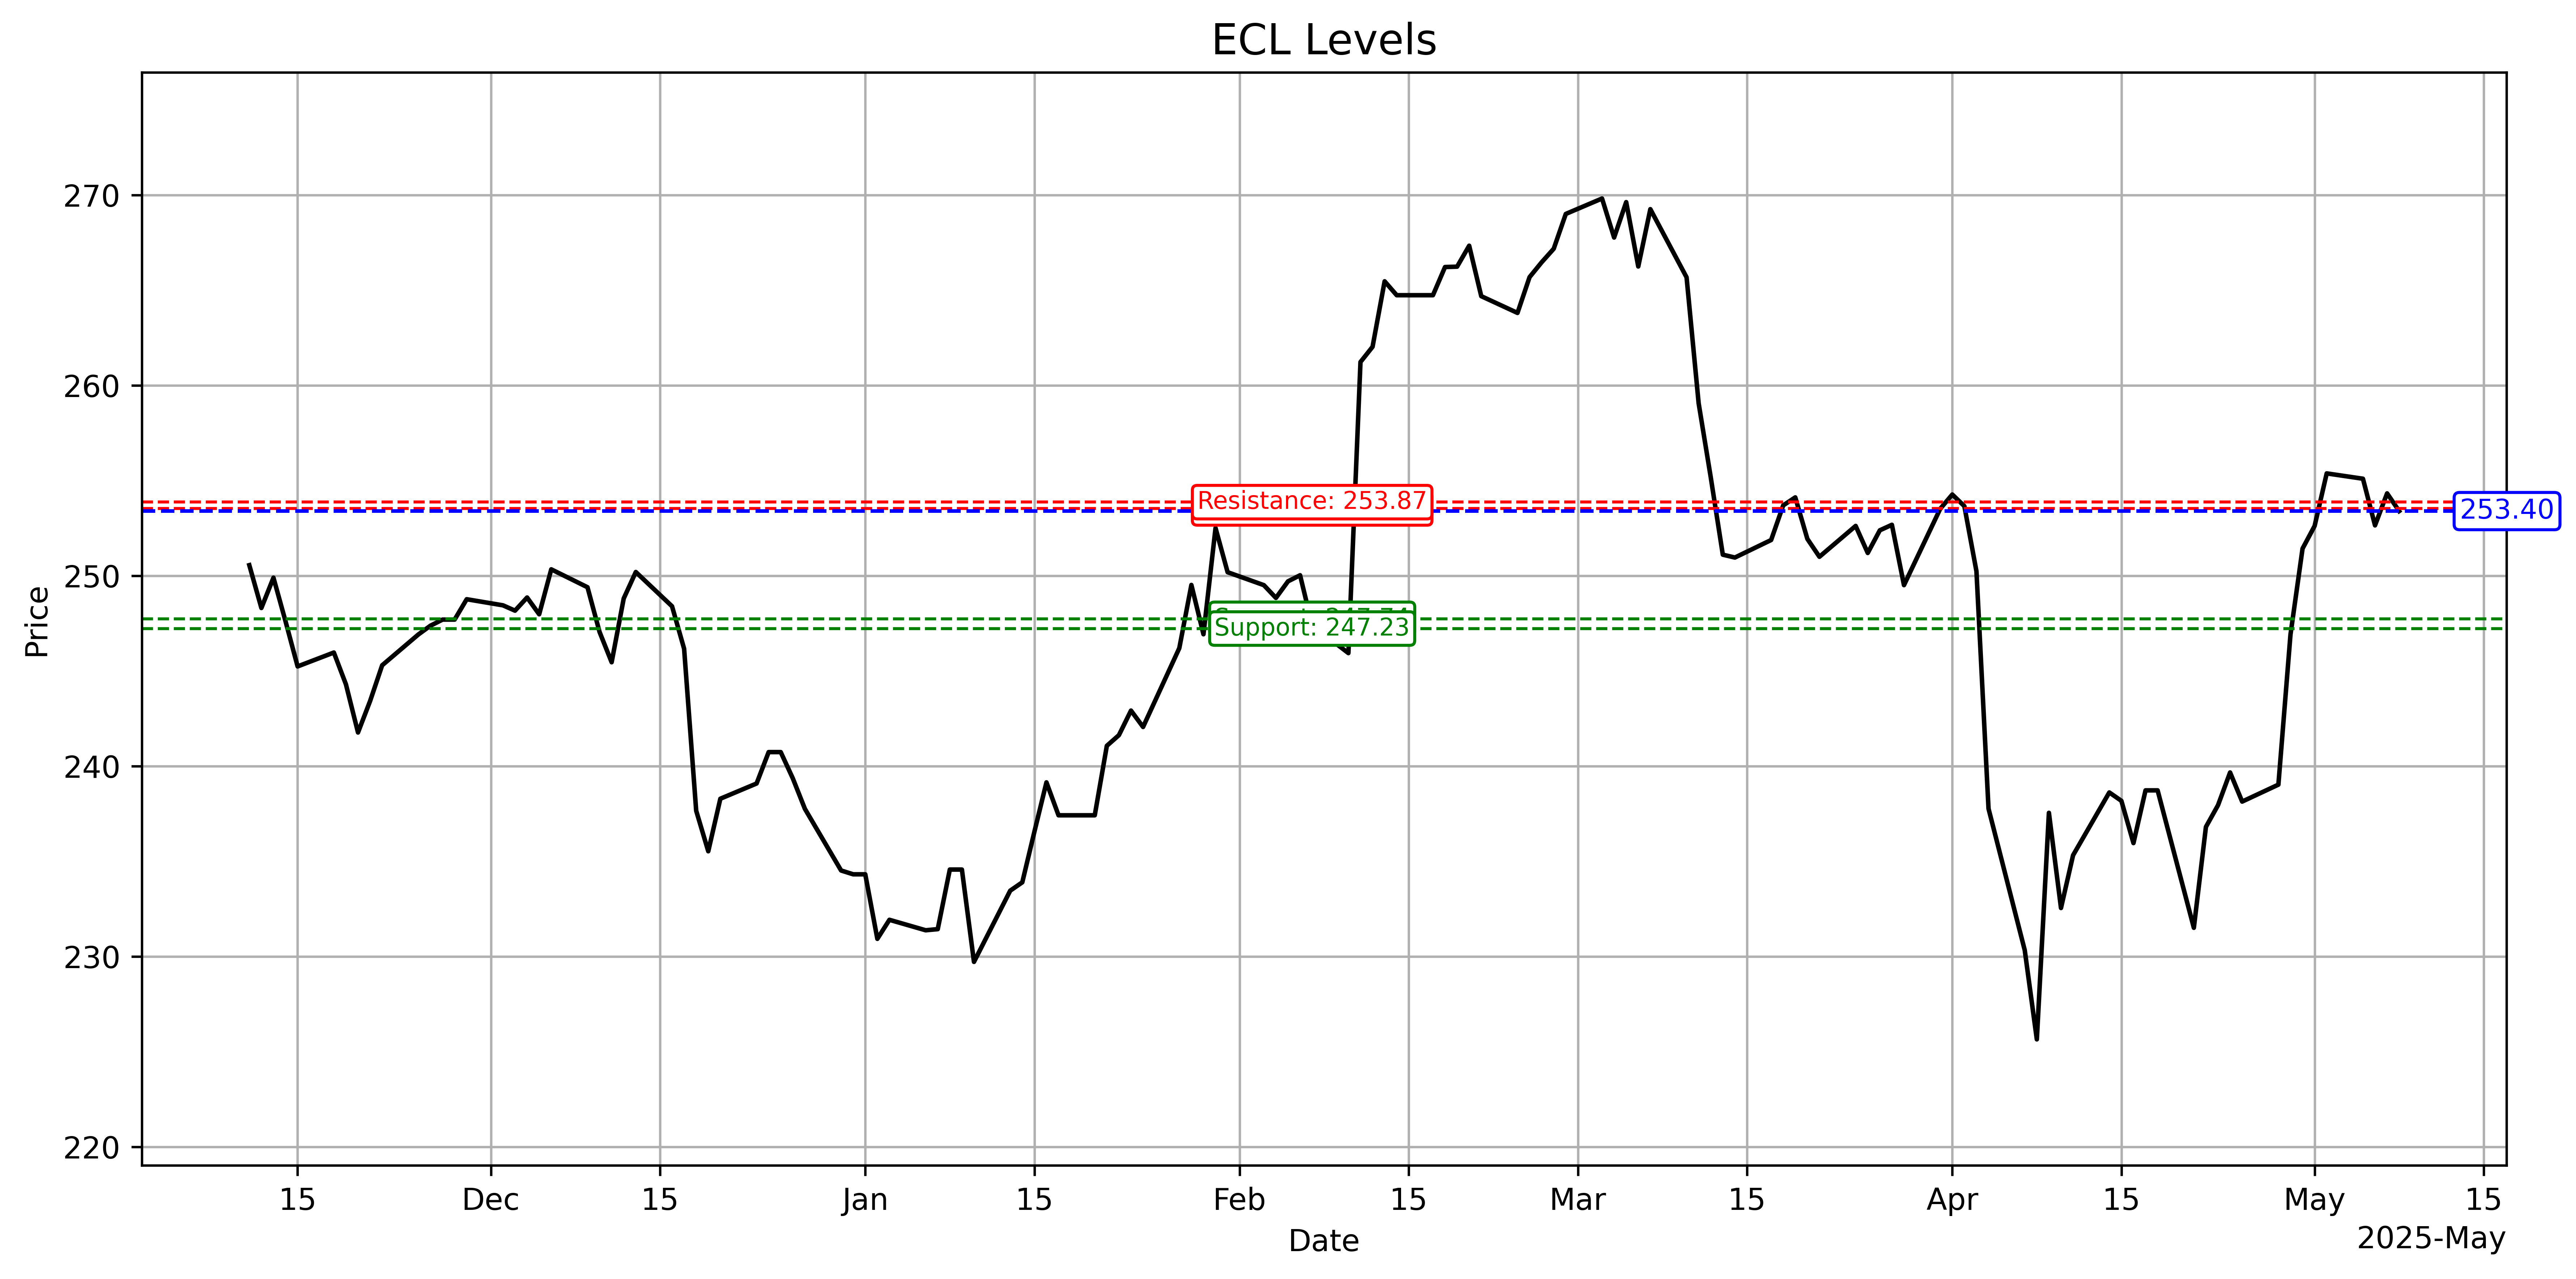 ECL Levels
270
260
250
240
230
220
Price
Resistance: 253.87
253.40
Support: 247.23
15
Dec
15
Jan
15
Feb
15
Mar
15
Apr
15
May
15
Date
2025-May